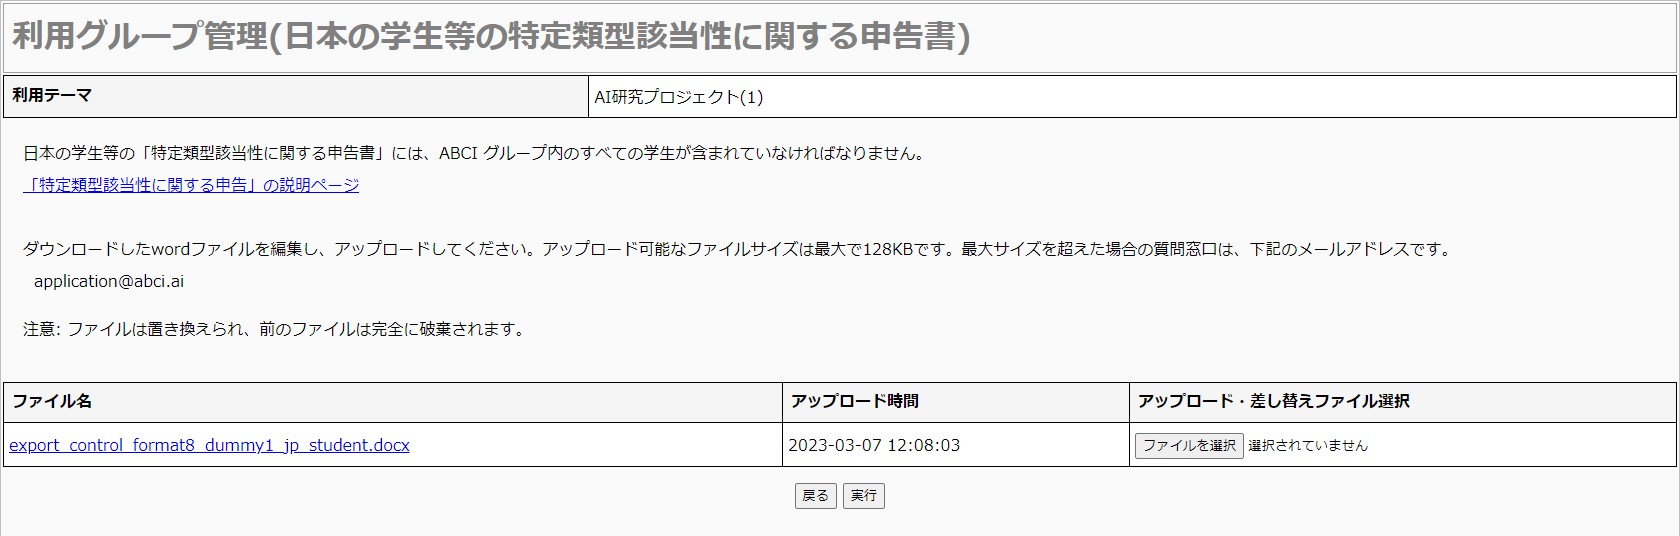 利用グループ管理(日本の学生等の特定類型該当性に関する申告書)
利用テーマ
AI研究プロジェクト(1)
日本の学生等の「特定類型該当性に関する申告書」には、ABCI グループ内のすべての学生が含まれていなければなりません。
「特定類型該当性に関する申告」の説明ページ
ダウンロードしたwordファイルを編集し、アップロードしてください。アップロード可能なファイルサイズは最大で128KBです。最大サイズを超えた場合の質問窓口は、下記のメールアドレスです。
application@abci.ai
注意: ファイルは置き換えられ、前のファイルは完全に破棄されます。
ファイル名
アップロード時間
アップロード・差し替えファイル選択
export_control_format8_dummy1_jp_student.docx
2023-03-07 12:08:03
ファイルを選択 選択されていません
戻る 実行